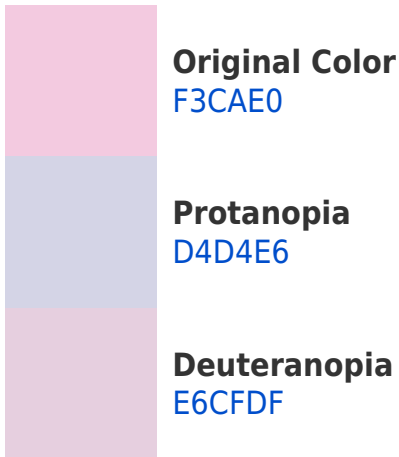 Original Color
F3CAE0
Protanopia
D4D4E6
Deuteranopia
E6CFDF